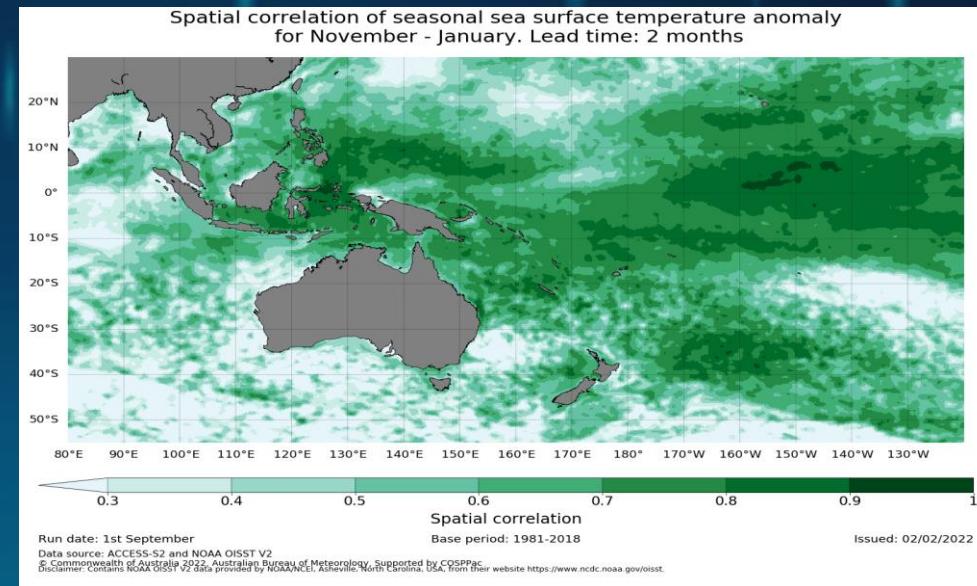 Spatial correlation of seasonal sea surface temperature anomaly
for November - January. Lead time: 2 months
20°N
10°N
0°
10°S
20°S
30°S
40°S
50°S
80°E 90°E 100°E 110°E 120°E 130°E 140°E 150°E 160°E 170°E 180° 170°W 160°W 150°W 140°W 130°W
0.3 0.4 0.5 0.6 0.7 0.8 0.9 1
Spatial correlation
Run date: 1st September Base period: 1981-2018 Issued: 02/02/2022
Data source: ACCESS-S2 and NOAA OISST V2
© Commonwealth of Australia 2022, Australian Bureau of Meteorology, Supported by COSPPac
Disclaimer: Contains NOAA OISST V2 data provided by NOAA/NCEI, Asheville, North Carolina, USA, from their website https://www.ncdc.noaa.gov/oisst.